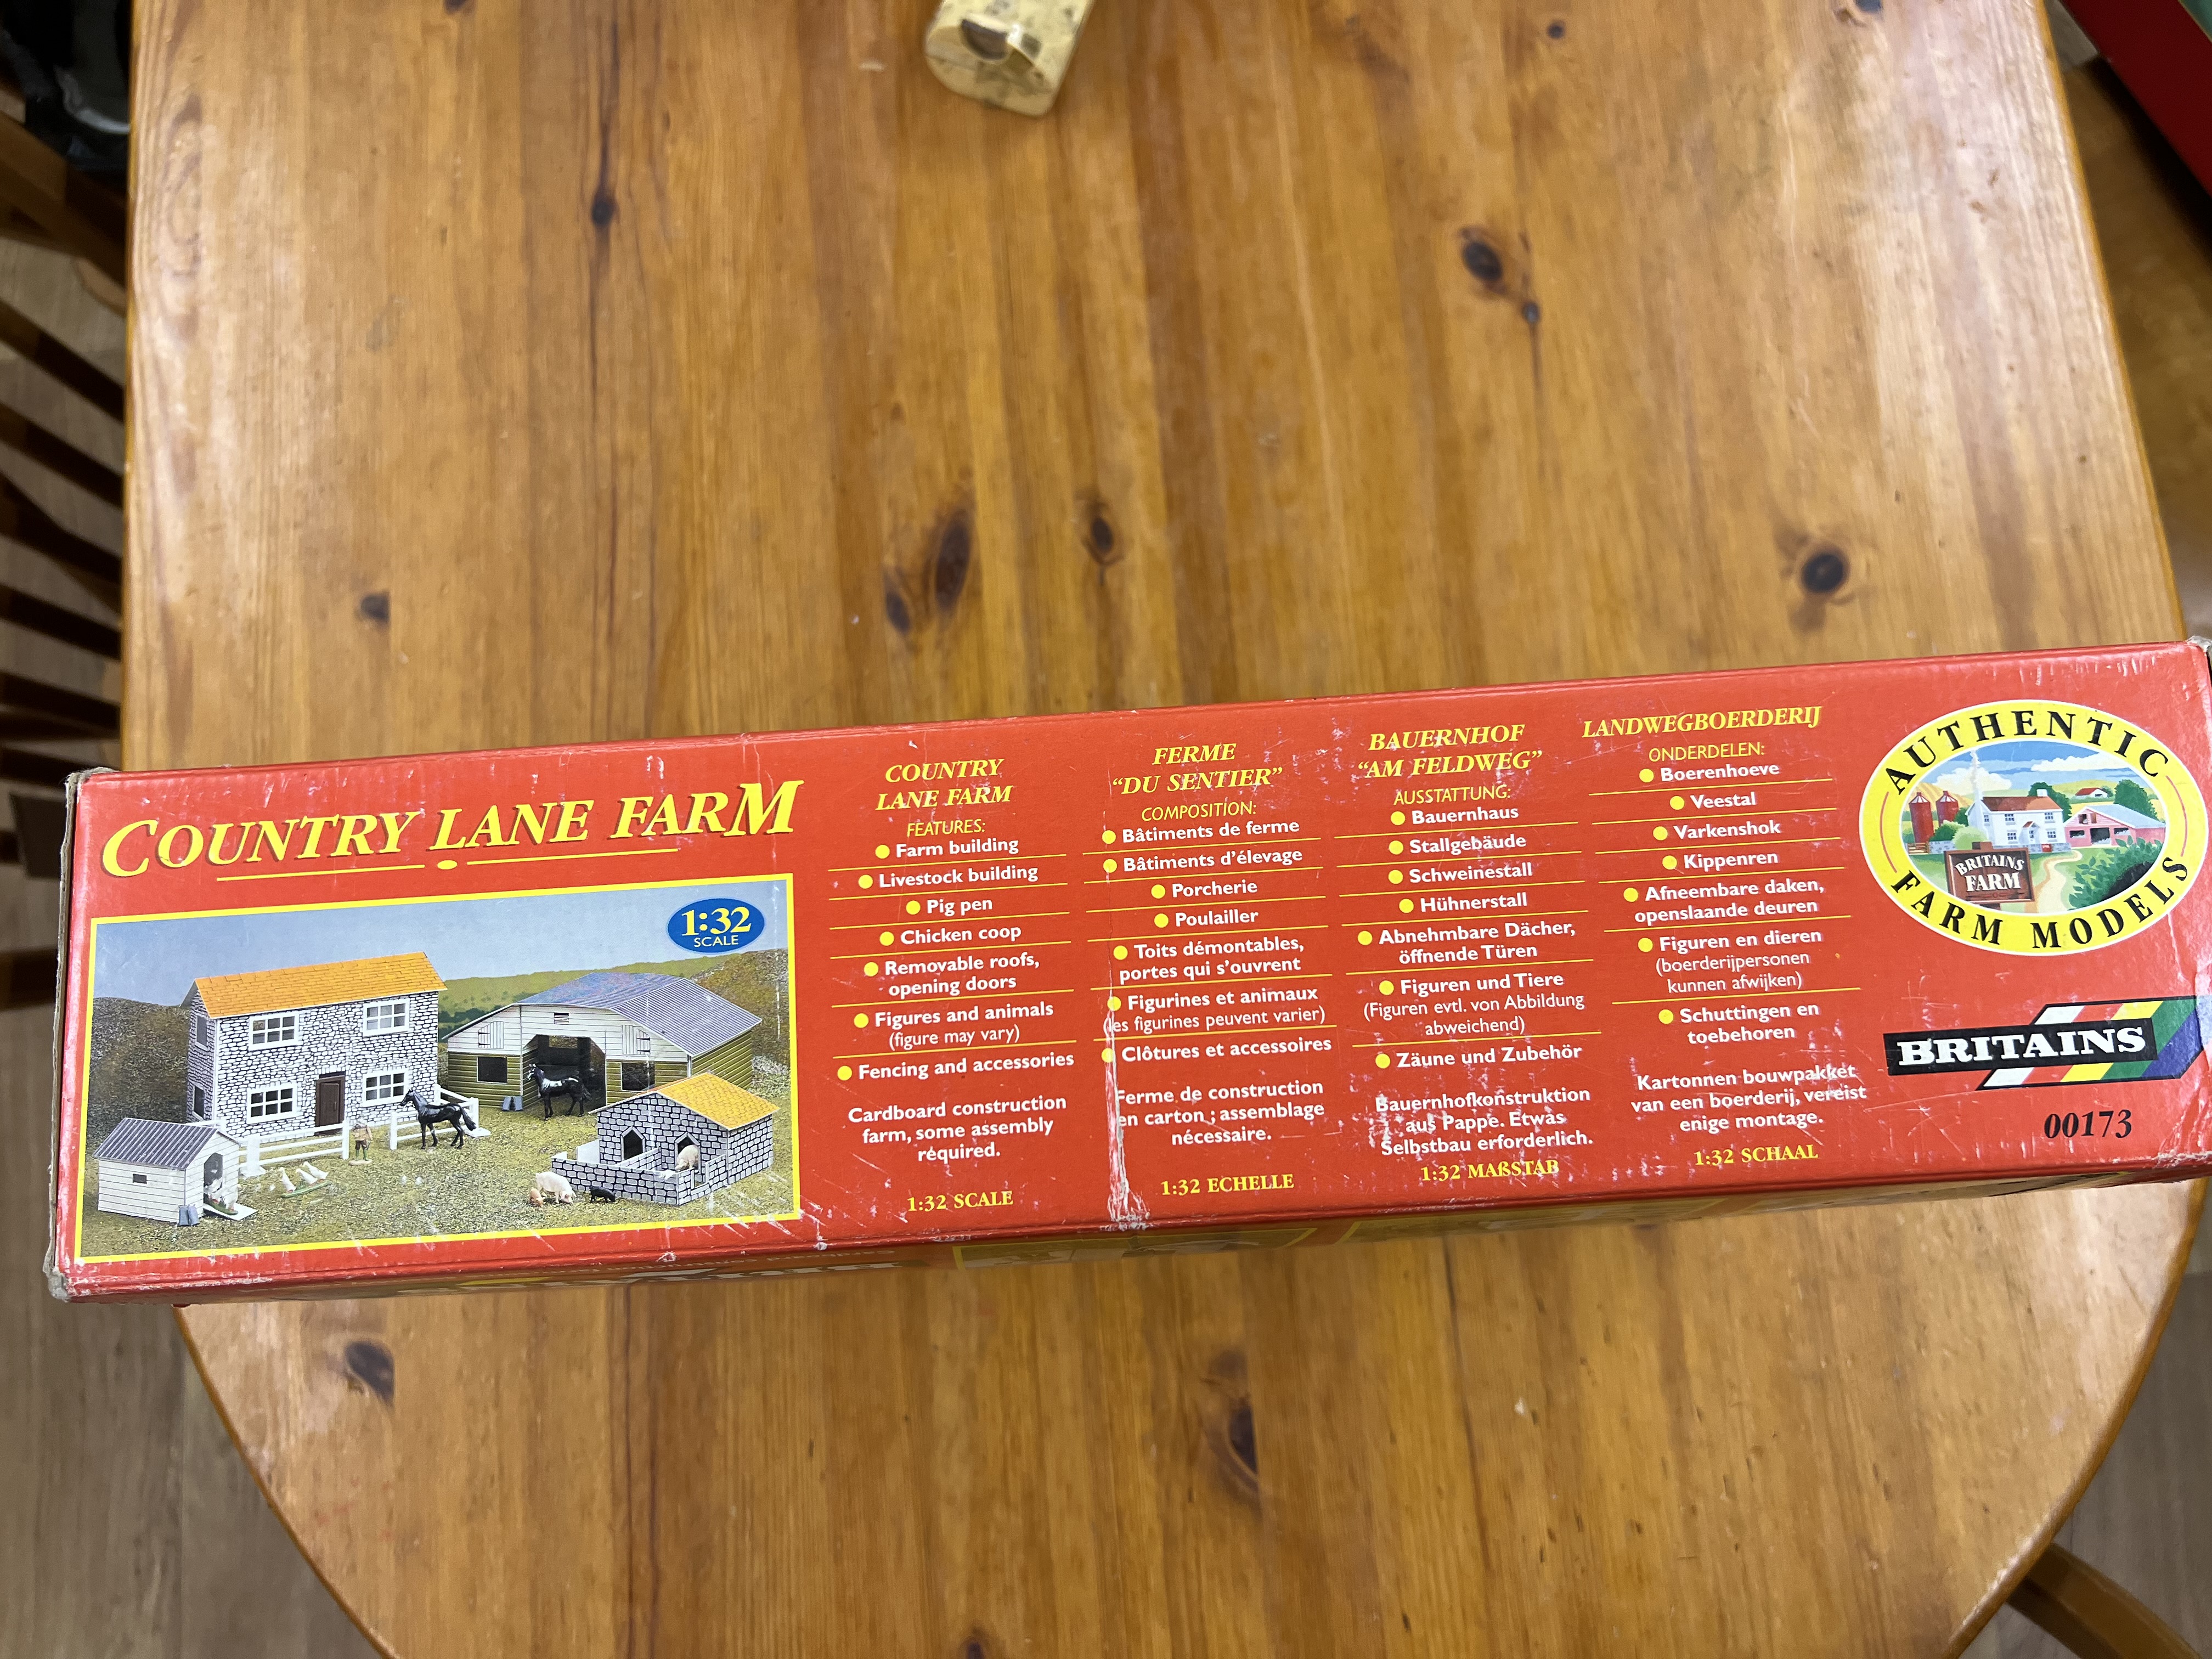 COUNTRY LANE FARM
1:32
SCALE
COUNTRY
LANE FARM
FEATURES:
● Farm building
● Livestock building
● Pig pen
● Chicken coop
● Removable roofs,
opening doors
● Figures and animals
(figure may vary)
● Fencing and accessories
Cardboard construction
farm, some assembly
required.
1:32 SCALE
FERME
“DU SENTIER”
COMPOSITION:
● Bâtiments de ferme
● Bâtiments d’élevage
● Porcherie
● Poulailler
● Toits démontables,
portes qui s’ouvrent
● Figurines et animaux
(les figurines peuvent varier)
● Clôtures et accessoires
Ferme de construction
en carton ; assemblage
nécessaire.
1:32 ECHELLE
BAUERNHOF
“AM FELDWEG”
AUSSTATTUNG:
● Bauernhaus
● Stallgebäude
● Schweinestall
● Hühnerstall
● Abnehmbare Dächer,
öffnende Türen
● Figuren und Tiere
(Figuren evtl. von Abbildung
abweichend)
● Zäune und Zubehör
Bauernhofkonstruktion
aus Pappe. Etwas
Selbstbau erforderlich.
1:32 MAßSTAB
LANDWEGBOERDERIJ
ONDERDELEN:
● Boerenhoeve
● Veestal
● Varkenshok
● Kippenren
● Afneembare daken,
openslaande deuren
● Figuren en dieren
(boerderijpersonen
kunnen afwijken)
● Schuttingen en
toebehoren
Kartonnen bouwpakket
van een boerderij, vereist
enige montage.
1:32 SCHAAL
AUTHENTIC
BRITAINS
FARM
FARM MODELS
BRITAINS
00173